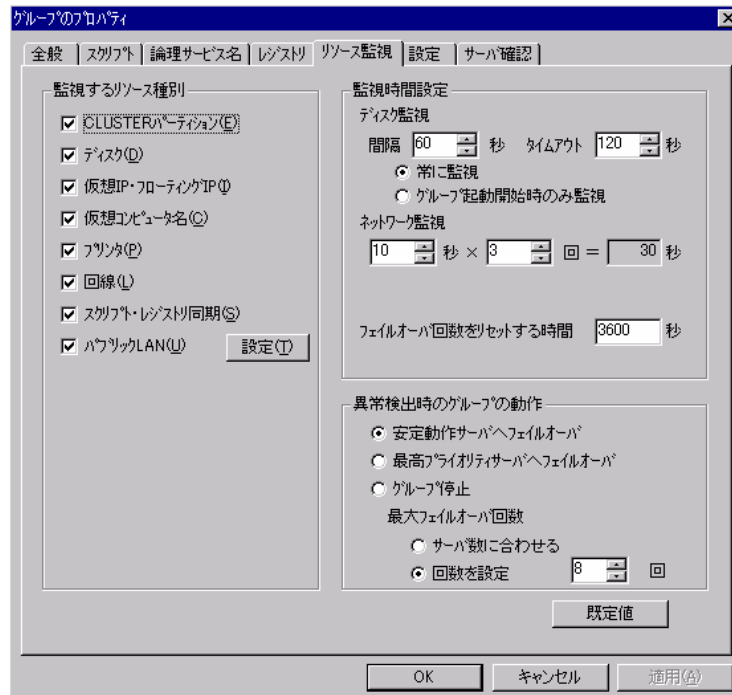 グループのプロパティ
全般 スクリプト 論理サービス名 レジストリ リソース監視 設定 サーバ確認
監視するリソース種別
CLUSTERパーティション(E)
ディスク(D)
仮想IP・フローティングIP(I)
仮想コンピュータ名(C)
プリンタ(P)
回線(L)
スクリプト・レジストリ同期(S)
パブリックLAN(U) 設定(T)
監視時間設定
ディスク監視
間隔 60 秒 タイムアウト 120 秒
常に監視
グループ起動開始時のみ監視
ネットワーク監視
10 秒 × 3 回 = 30 秒
フェイルオーバ回数をリセットする時間 3600 秒
異常検出時のグループの動作
安定動作サーバへフェイルオーバ
最高プライオリティサーバへフェイルオーバ
グループ停止
最大フェイルオーバ回数
サーバ数に合わせる
回数を設定 8 回
既定値
OK キャンセル 適用(A)